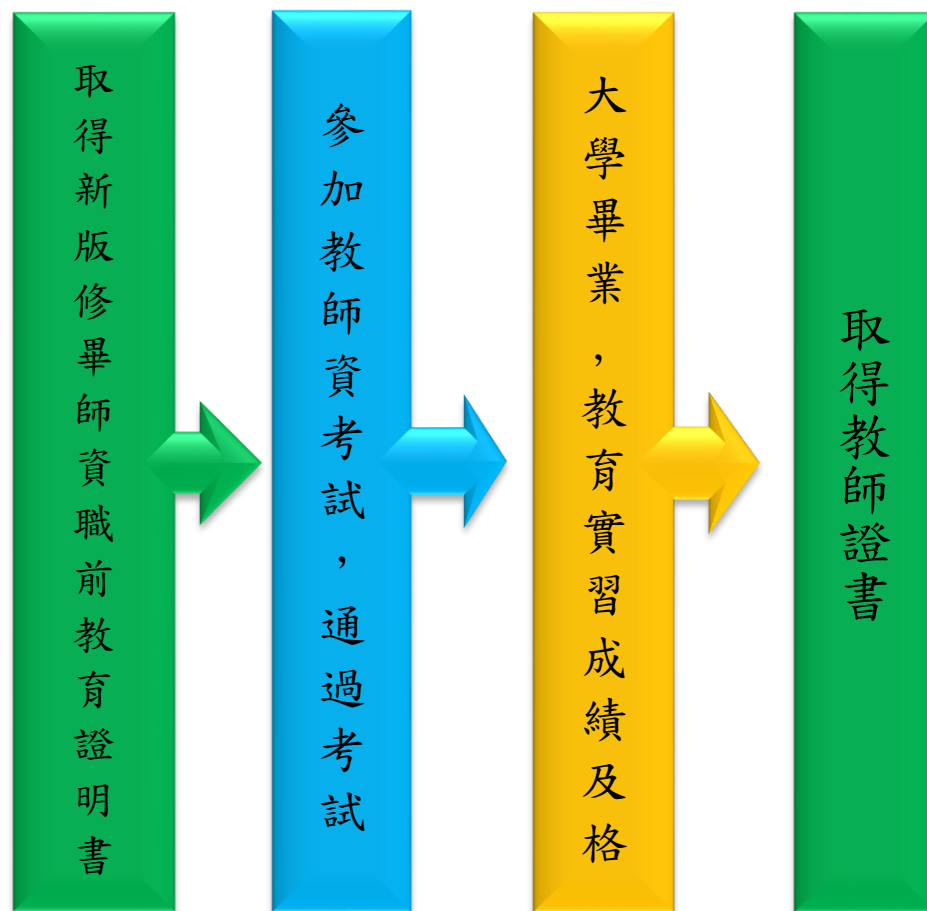 取得新版修畢師資職前教育證明書
參加教師資考試，通過考試
大學畢業，教育實習成績及格
取得教師證書